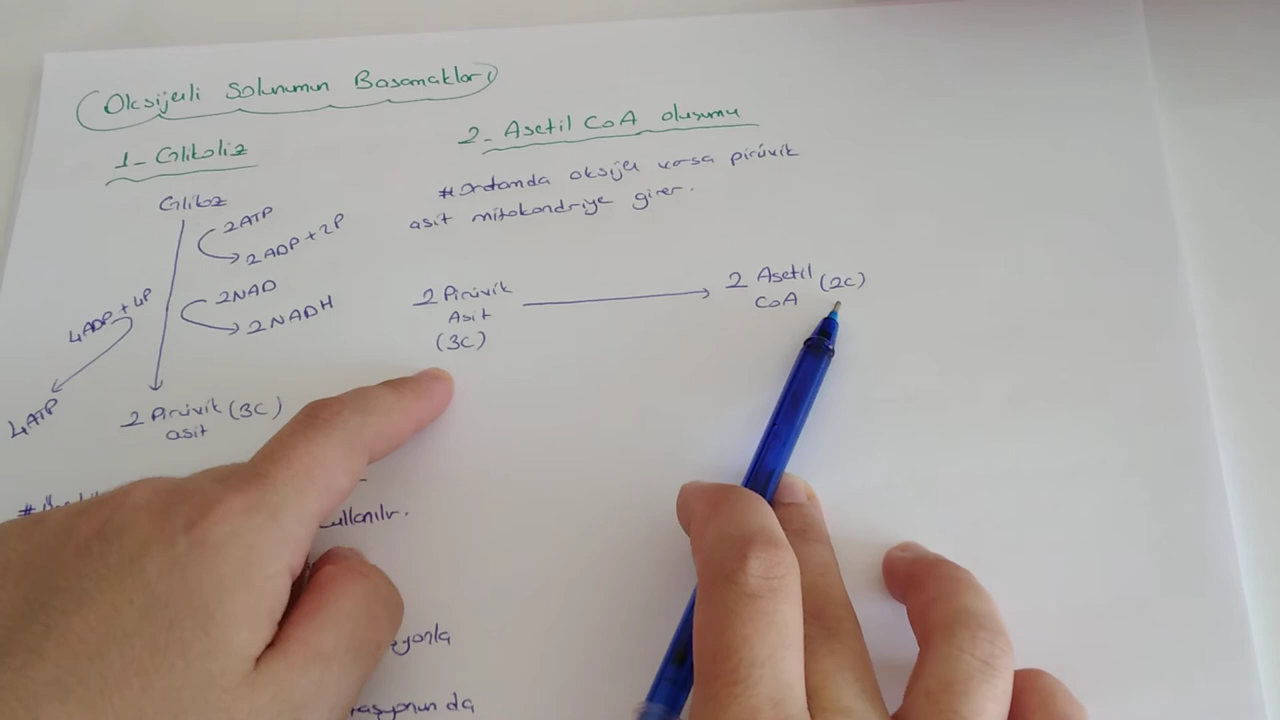 Oksijenli Solunumun Basamakları
1- Glikoliz
Glikoz
2ATP
2ADP+2P
2NAD
2NADH
4ADP+4P
4ATP
2 Pirüvik (3C)
asit
kullanılır.
2- Asetil CoA oluşumu
#Ortamda oksijen varsa pirüvik
asit mitokondriye girer.
2 Pirüvik
Asit
(3C)
2 Asetil (2C)
CoA